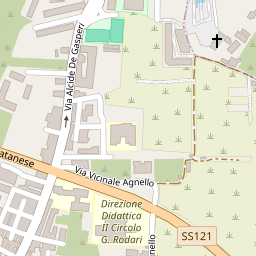 Via Alcide De Gasperi
atanese
Via Vicinale Agnello
Direzione
Didattica
II Circolo
G. Rodari
SS121
nello